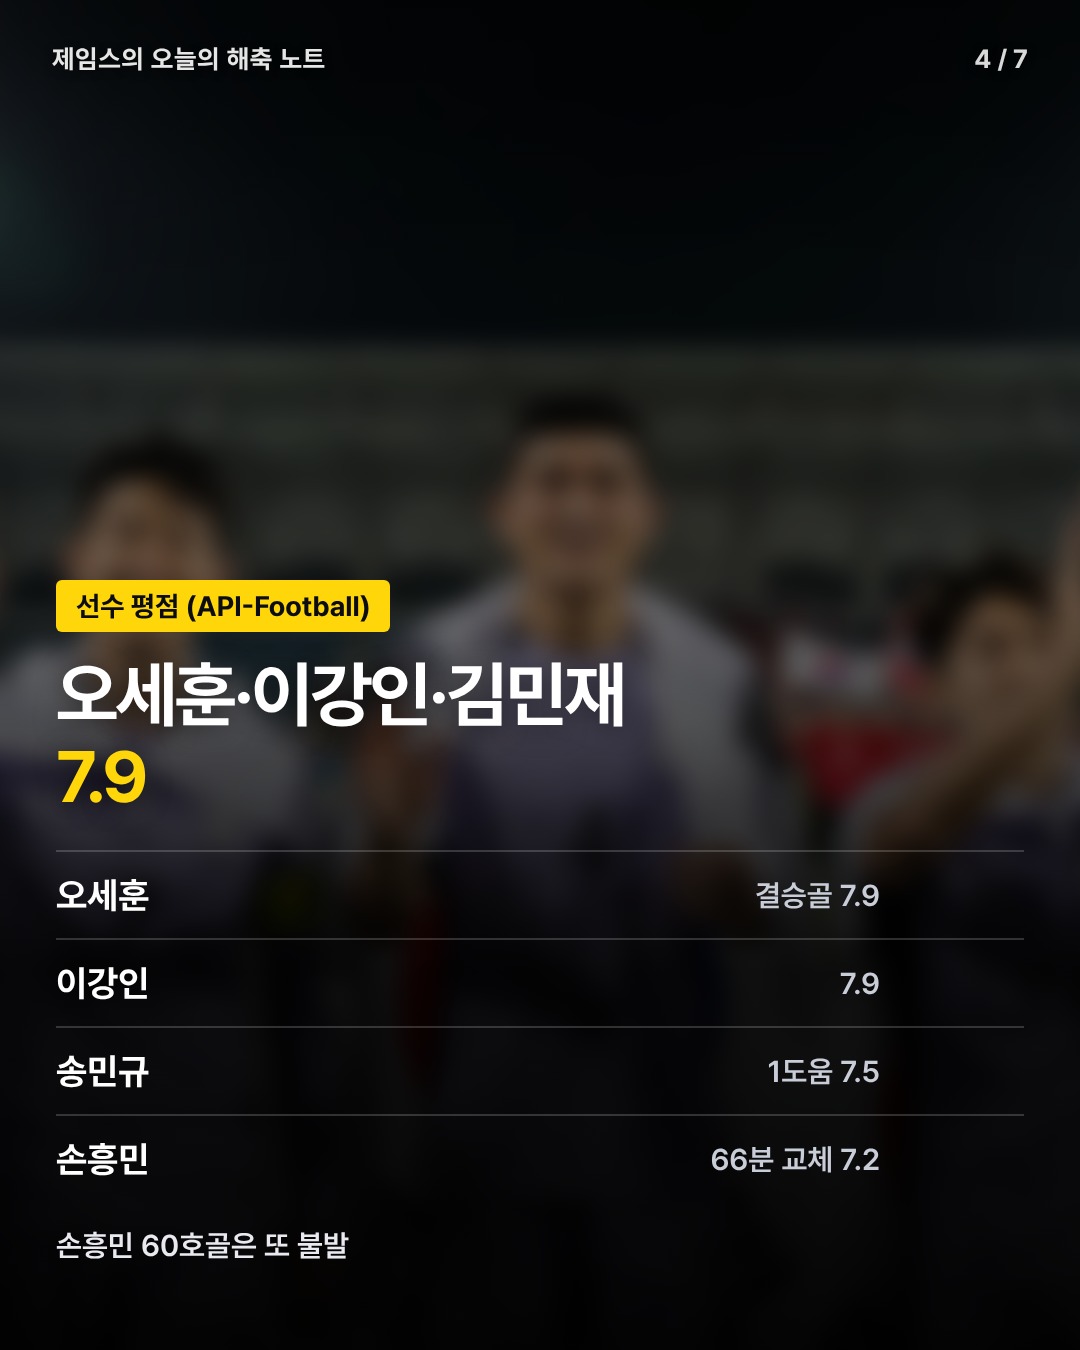 제임스의 오늘의 해축 노트
4 / 7
선수 평점 (API-Football)
오세훈·이강인·김민재
7.9
오세훈 결승골 7.9
이강인 7.9
송민규 1도움 7.5
손흥민 66분 교체 7.2
손흥민 60호골은 또 불발